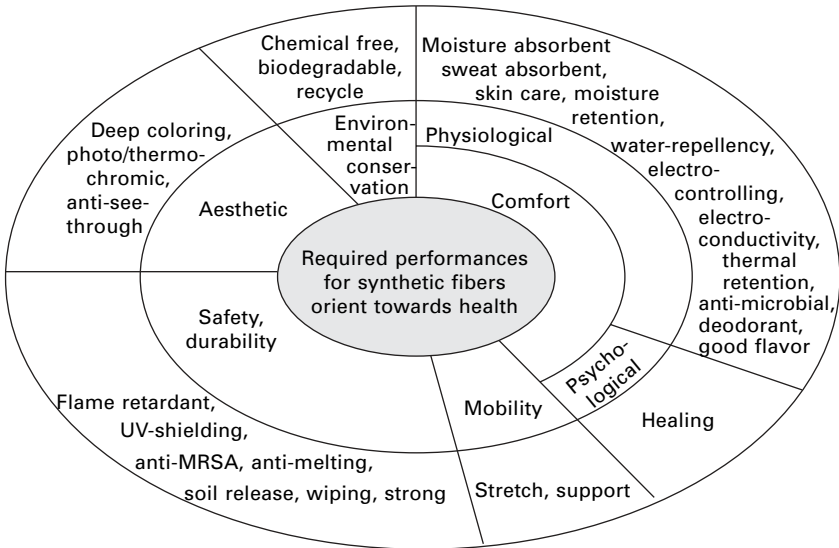 Chemical free,
biodegradable,
recycle
Moisture absorbent
sweat absorbent,
skin care, moisture
retention,
water-repellency,
electro-
controlling,
electro-
conductivity,
thermal
retention,
anti-microbial,
deodorant,
good flavor
Deep coloring,
photo/thermo-
chromic,
anti-see-
through
Environ-
mental
conser-
vation
Physiological
Aesthetic
Comfort
Required performances
for synthetic fibers
orient towards health
Safety,
durability
Psycho-
logical
Mobility
Healing
Flame retardant,
UV-shielding,
anti-MRSA, anti-melting,
soil release, wiping, strong
Stretch, support